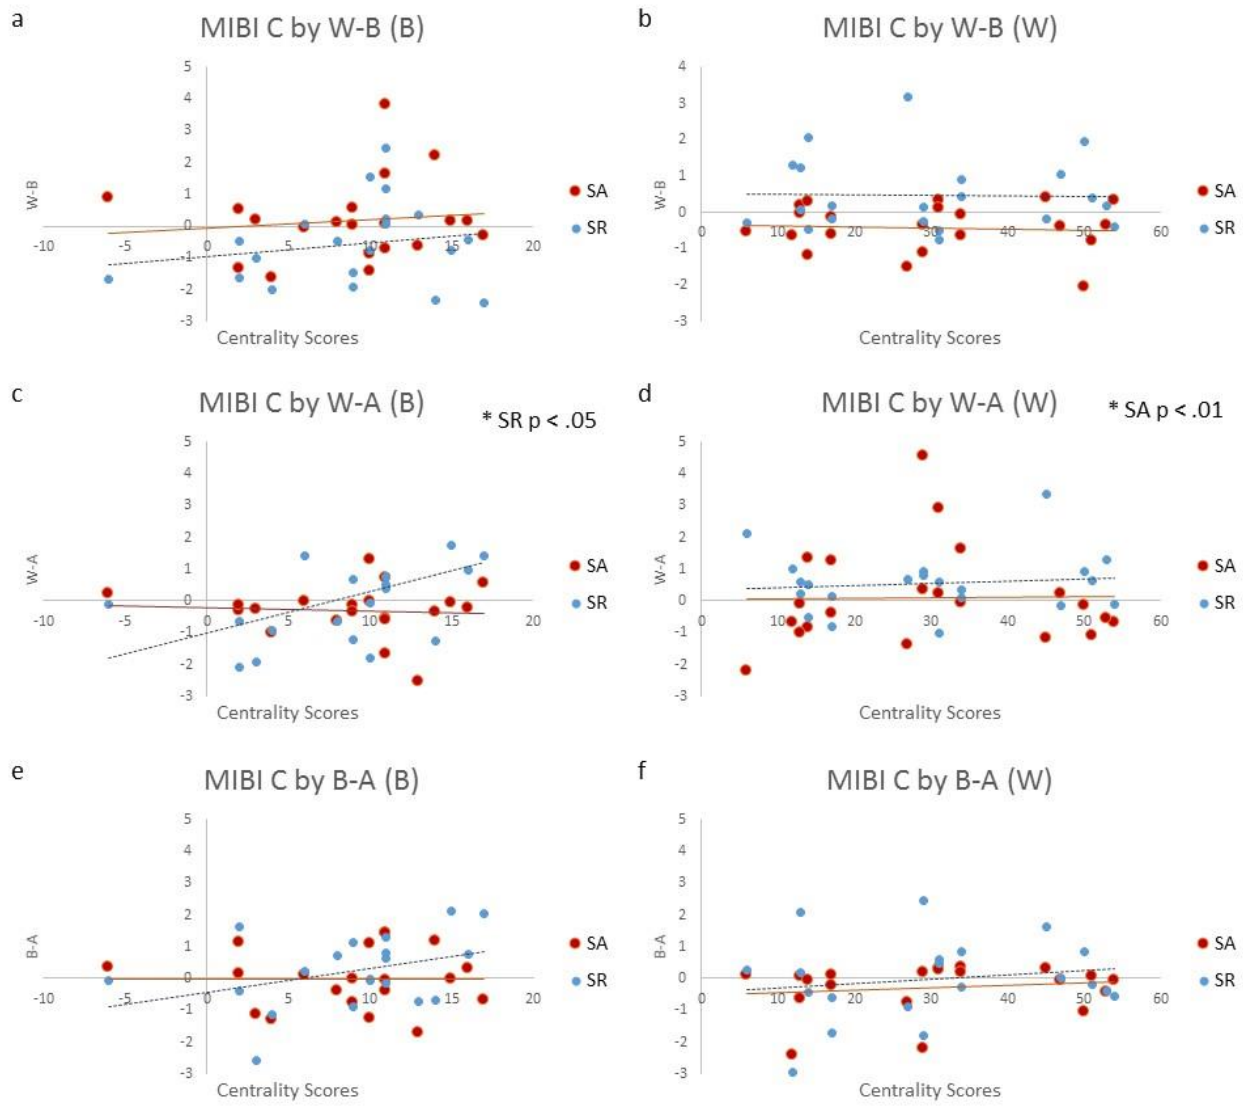 a
MIBI C by W-B (B)
5
4
3
2
1
0
-1
-2
-3
-10
-5
0
5
10
15
20
W-B
Centrality Scores
SA
SR
b
MIBI C by W-B (W)
4
3
2
1
0
-1
-2
-3
0
10
20
30
40
50
60
W-B
Centrality Scores
SA
SR
c
MIBI C by W-A (B)
* SR p < .05
5
4
3
2
1
0
-1
-2
-3
-10
-5
0
5
10
15
20
W-A
Centrality Scores
SA
SR
d
MIBI C by W-A (W)
* SA p < .01
5
4
3
2
1
0
-1
-2
-3
0
10
20
30
40
50
60
W-A
Centrality Scores
SA
SR
e
MIBI C by B-A (B)
5
4
3
2
1
0
-1
-2
-3
-10
-5
0
5
10
15
20
B-A
Centrality Scores
SA
SR
f
MIBI C by B-A (W)
5
4
3
2
1
0
-1
-2
-3
0
10
20
30
40
50
60
B-A
Centrality Scores
SA
SR